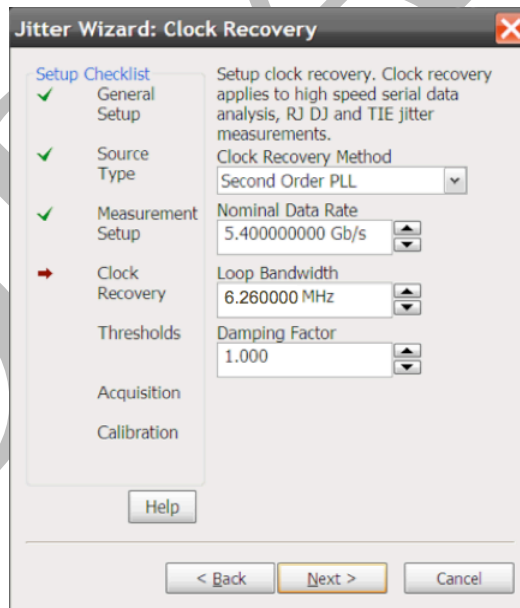 Jitter Wizard: Clock Recovery
Setup Checklist
General
Setup
Source
Type
Measurement
Setup
Clock
Recovery
Thresholds
Acquisition
Calibration
Help
Setup clock recovery. Clock recovery
applies to high speed serial data
analysis, RJ DJ and TIE jitter
measurements.
Clock Recovery Method
Second Order PLL
Nominal Data Rate
5.400000000 Gb/s
Loop Bandwidth
6.260000 MHz
Damping Factor
1.000
< Back
Next >
Cancel